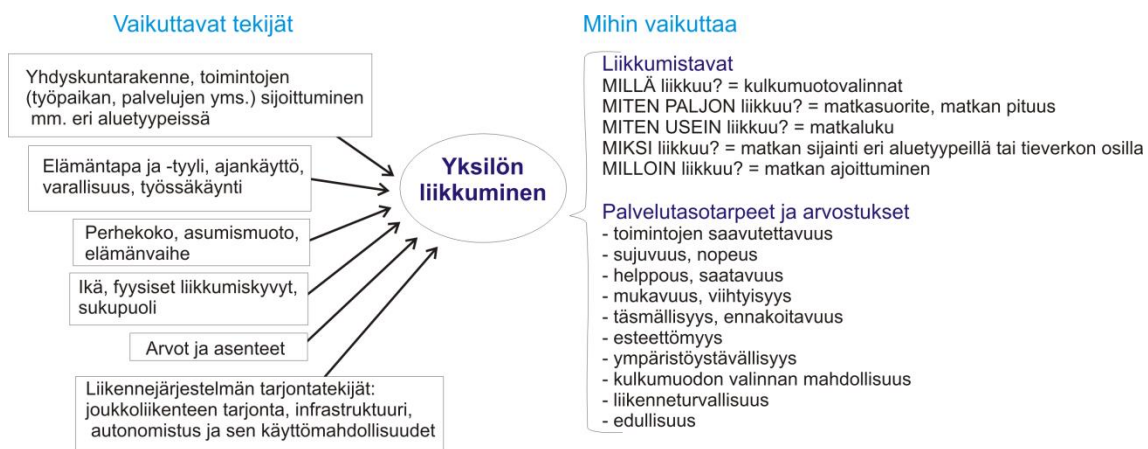 Vaikuttavat tekijät
Yhdyskuntarakenne, toimintojen
(työpaikan, palvelujen yms.) sijoittuminen
mm. eri aluetyypeissä
Elämäntapa ja -tyyli, ajankäyttö,
varallisuus, työssäkäynti
Perhekoko, asumismuoto,
elämänvaihe
Ikä, fyysiset liikkumiskyvyt,
sukupuoli
Arvot ja asenteet
Liikennejärjestelmän tarjontatekijät:
joukkoliikenteen tarjonta, infrastruktuuri,
autonomistus ja sen käyttömahdollisuudet
Yksilön
liikkuminen
Mihin vaikuttaa
Liikkumistavat
MILLÄ liikkuu? = kulkumuotovalinnat
MITEN PALJON liikkuu? = matkasuorite, matkan pituus
MITEN USEIN liikkuu? = matkaluku
MIKSI liikkuu? = matkan sijainti eri aluetyypeillä tai tieverkon osilla
MILLOIN liikkuu? = matkan ajoittuminen
Palvelutasotarpeet ja arvostukset
- toimintojen saavutettavuus
- sujuvuus, nopeus
- helppous, saatavuus
- mukavuus, viihtyisyys
- täsmällisyys, ennakoitavuus
- esteettömyys
- ympäristöystävällisyys
- kulkumuodon valinnan mahdollisuus
- liikenneturvallisuus
- edullisuus